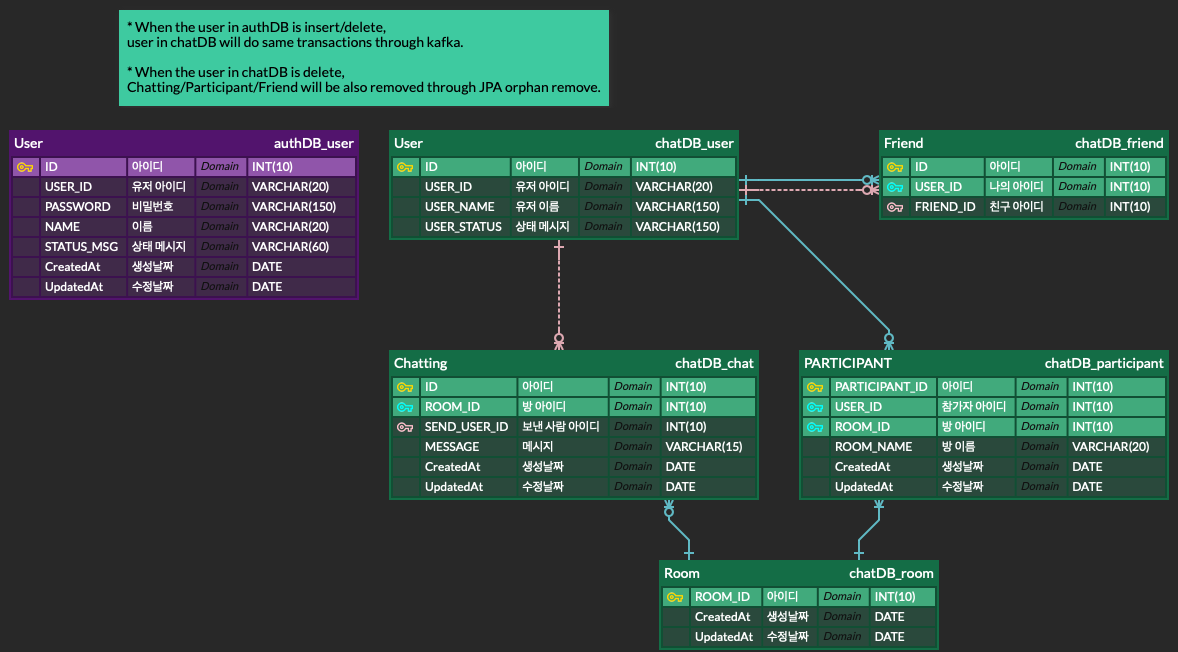 * When the user in authDB is insert/delete,
user in chatDB will do same transactions through kafka.
* When the user in chatDB is delete,
Chatting/Participant/Friend will be also removed through JPA orphan remove.
User authDB_user
ID 아이디 Domain INT(10)
USER_ID 유저 아이디 Domain VARCHAR(20)
PASSWORD 비밀번호 Domain VARCHAR(150)
NAME 이름 Domain VARCHAR(20)
STATUS_MSG 상태 메시지 Domain VARCHAR(60)
CreatedAt 생성날짜 Domain DATE
UpdatedAt 수정날짜 Domain DATE
User chatDB_user
ID 아이디 Domain INT(10)
USER_ID 유저 아이디 Domain VARCHAR(20)
USER_NAME 유저 이름 Domain VARCHAR(150)
USER_STATUS 상태 메시지 Domain VARCHAR(150)
Friend chatDB_friend
ID 아이디 Domain INT(10)
USER_ID 나의 아이디 Domain INT(10)
FRIEND_ID 친구 아이디 Domain INT(10)
Chatting chatDB_chat
ID 아이디 Domain INT(10)
ROOM_ID 방 아이디 Domain INT(10)
SEND_USER_ID 보낸 사람 아이디 Domain INT(10)
MESSAGE 메시지 Domain VARCHAR(15)
CreatedAt 생성날짜 Domain DATE
UpdatedAt 수정날짜 Domain DATE
PARTICIPANT chatDB_participant
PARTICIPANT_ID 아이디 Domain INT(10)
USER_ID 참가자 아이디 Domain INT(10)
ROOM_ID 방 아이디 Domain INT(10)
ROOM_NAME 방 이름 Domain VARCHAR(20)
CreatedAt 생성날짜 Domain DATE
UpdatedAt 수정날짜 Domain DATE
Room chatDB_room
ROOM_ID 아이디 Domain INT(10)
CreatedAt 생성날짜 Domain DATE
UpdatedAt 수정날짜 Domain DATE